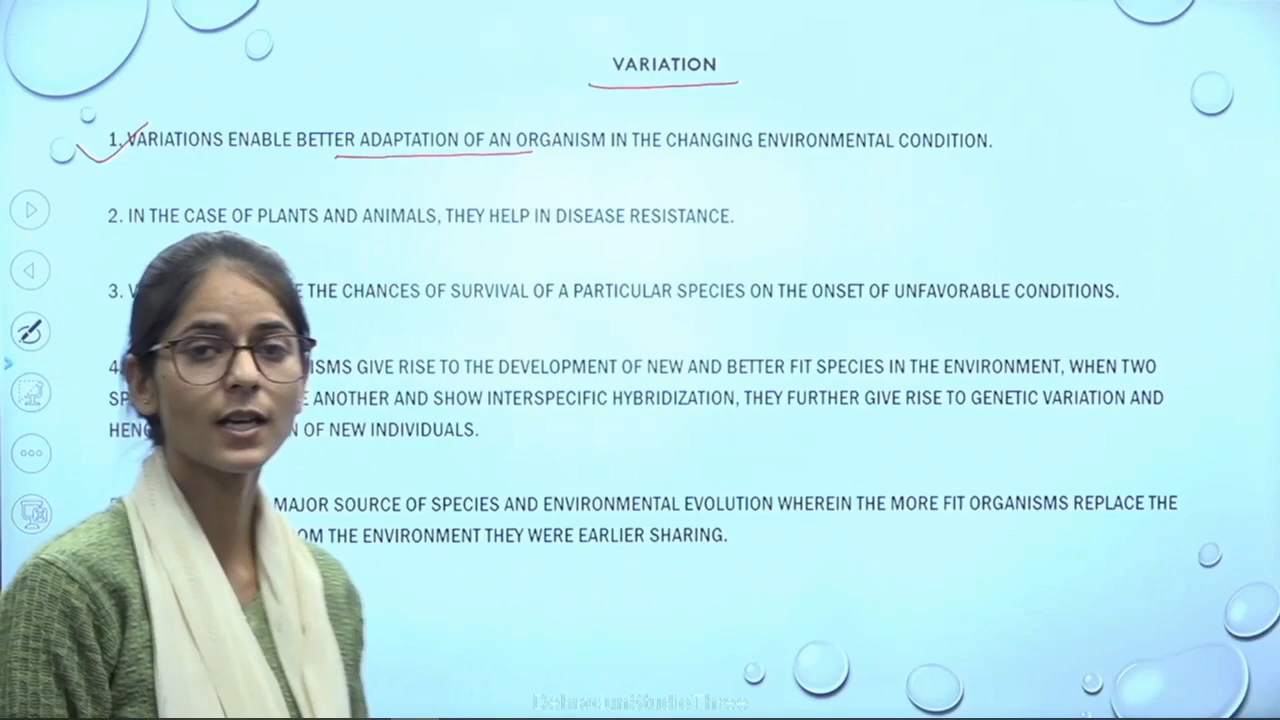 VARIATION
1. VARIATIONS ENABLE BETTER ADAPTATION OF AN ORGANISM IN THE CHANGING ENVIRONMENTAL CONDITION.
2. IN THE CASE OF PLANTS AND ANIMALS, THEY HELP IN DISEASE RESISTANCE.
3. THE CHANCES OF SURVIVAL OF A PARTICULAR SPECIES ON THE ONSET OF UNFAVORABLE CONDITIONS.
4. GIVE RISE TO THE DEVELOPMENT OF NEW AND BETTER FIT SPECIES IN THE ENVIRONMENT, WHEN TWO
ANOTHER AND SHOW INTERSPECIFIC HYBRIDIZATION, THEY FURTHER GIVE RISE TO GENETIC VARIATION AND
OF NEW INDIVIDUALS.
MAJOR SOURCE OF SPECIES AND ENVIRONMENTAL EVOLUTION WHEREIN THE MORE FIT ORGANISMS REPLACE THE
THE ENVIRONMENT THEY WERE EARLIER SHARING.